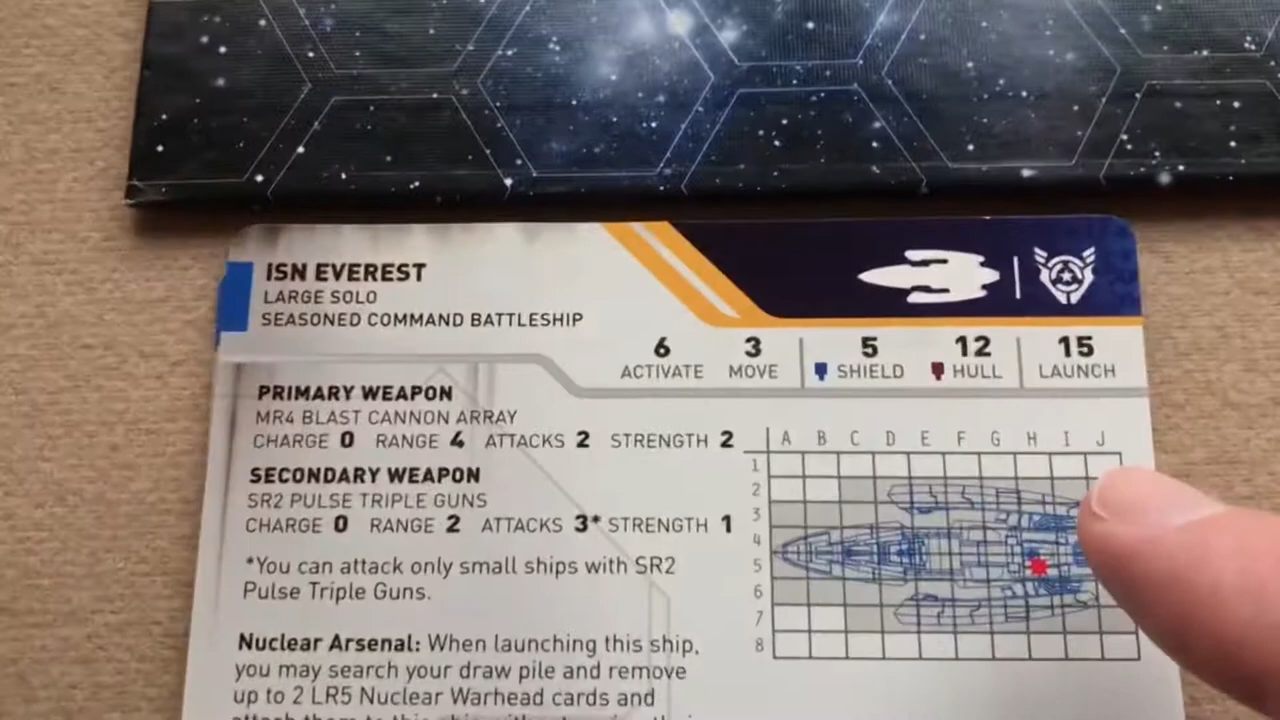 ISN EVEREST
LARGE SOLO
SEASONED COMMAND BATTLESHIP
6 3 5 12 15
ACTIVATE MOVE SHIELD HULL LAUNCH
PRIMARY WEAPON
MR4 BLAST CANNON ARRAY
CHARGE 0 RANGE 4 ATTACKS 2 STRENGTH 2
SECONDARY WEAPON
SR2 PULSE TRIPLE GUNS
CHARGE 0 RANGE 2 ATTACKS 3* STRENGTH 1
*You can attack only small ships with SR2
Pulse Triple Guns.
Nuclear Arsenal: When launching this ship,
you may search your draw pile and remove
up to 2 LR5 Nuclear Warhead cards and
A B C D E F G H I J
1
2
3
4
5
6
7
8